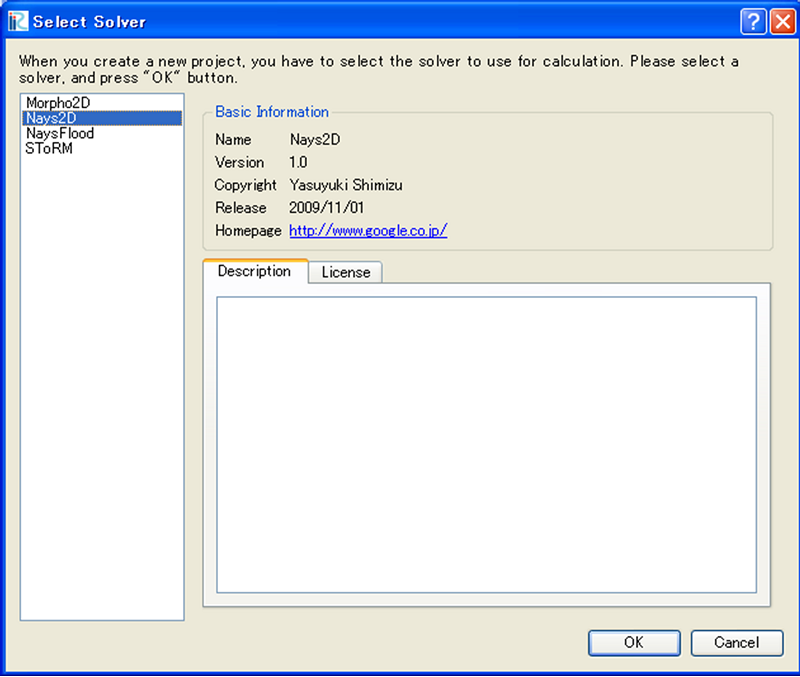 Select Solver
When you create a new project, you have to select the solver to use for calculation. Please select a
solver, and press "OK" button.
Morpho2D
Nays2D
NaysFlood
SToRM
Basic Information
Name Nays2D
Version 1.0
Copyright Yasuyuki Shimizu
Release 2009/11/01
Homepage http://www.google.co.jp/
Description License
OK Cancel